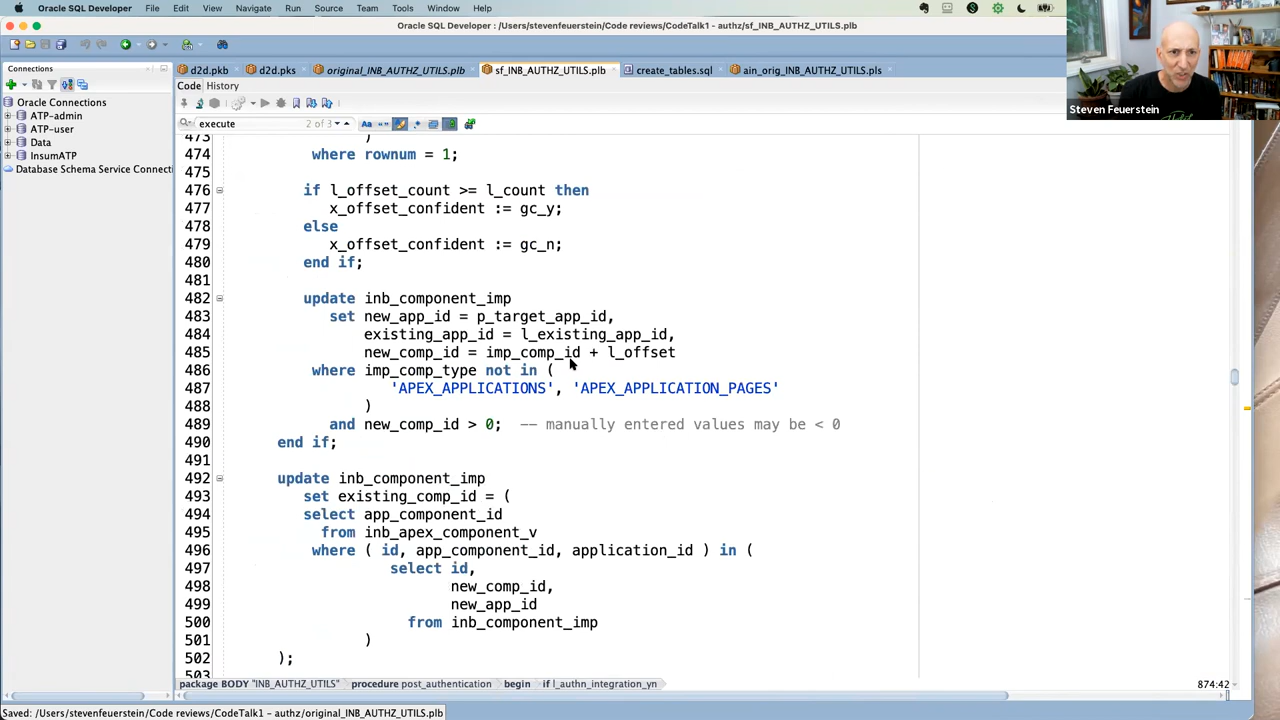 Oracle SQL Developer File Edit View Navigate Run Source Team Tools Window Help
Oracle SQL Developer : /Users/stevenfeuerstein/Code reviews/CodeTalk1 - authz/sf_INB_AUTHZ_UTILS.plb
Steven Feuerstein
Connections
Oracle Connections
ATP-admin
ATP-user
Data
InsumATP
Database Schema Service Connecti
d2d.pkb
d2d.pks
original_INB_AUTHZ_UTILS.plb
sf_INB_AUTHZ_UTILS.plb
create_tables.sql
ain_orig_INB_AUTHZ_UTILS.pls
Code History
execute 2 of 3 Aa
473 )
474 where rownum = 1;
475
476 if l_offset_count >= l_count then
477 x_offset_confident := gc_y;
478 else
479 x_offset_confident := gc_n;
480 end if;
481
482 update inb_component_imp
483 set new_app_id = p_target_app_id,
484 existing_app_id = l_existing_app_id,
485 new_comp_id = imp_comp_id + l_offset
486 where imp_comp_type not in (
487 'APEX_APPLICATIONS', 'APEX_APPLICATION_PAGES'
488 )
489 and new_comp_id > 0; -- manually entered values may be < 0
490 end if;
491
492 update inb_component_imp
493 set existing_comp_id = (
494 select app_component_id
495 from inb_apex_component_v
496 where ( id, app_component_id, application_id ) in (
497 select id,
498 new_comp_id,
499 new_app_id
500 from inb_component_imp
501 )
502 );
503
package BODY "INB_AUTHZ_UTILS" procedure post_authentication begin if l_authn_integration_yn
874:42
Saved: /Users/stevenfeuerstein/Code reviews/CodeTalk1 - authz/original_INB_AUTHZ_UTILS.plb